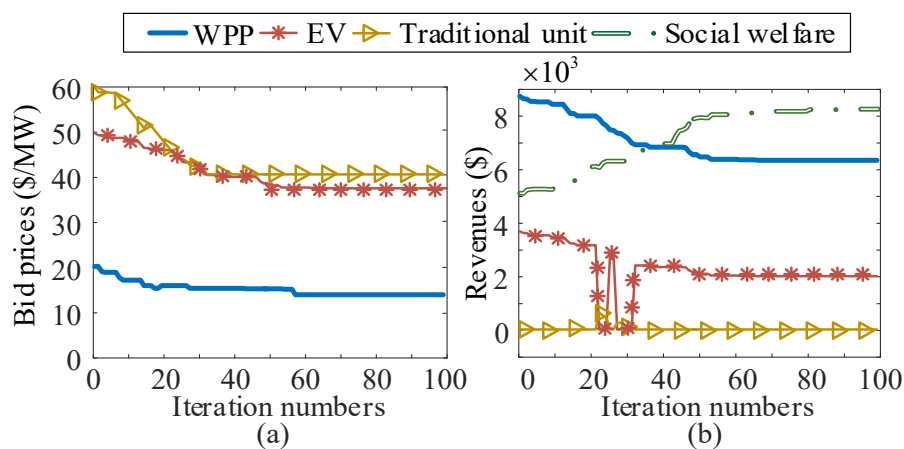 WPP EV Traditional unit Social welfare
Bid prices ($/MW)
60
50
40
30
20
10
0
0 20 40 60 80 100
Iteration numbers
(a)
×10³
Revenues ($)
8
6
4
2
0
0 20 40 60 80 100
Iteration numbers
(b)